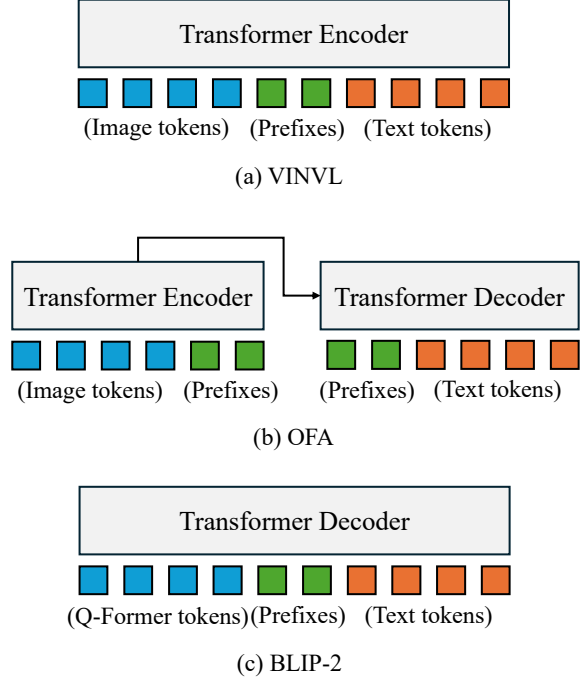 Transformer Encoder
(Image tokens) (Prefixes) (Text tokens)
(a) VINVL
Transformer Encoder Transformer Decoder
(Image tokens) (Prefixes) (Prefixes) (Text tokens)
(b) OFA
Transformer Decoder
(Q-Former tokens) (Prefixes) (Text tokens)
(c) BLIP-2